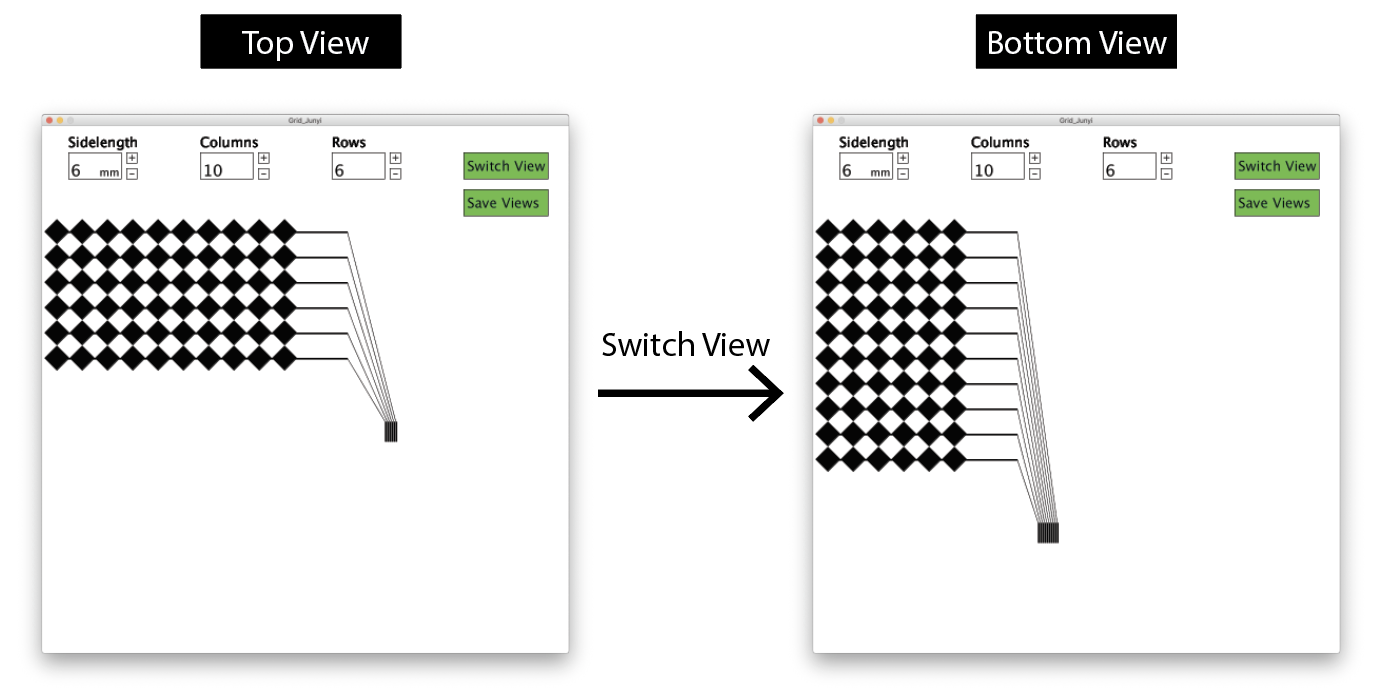 Top View
Bottom View
Grid_Junyi
Sidelength Columns Rows
6 mm + − 10 + − 6 + −
Switch View
Save Views
Switch View
Grid_Junyi
Sidelength Columns Rows
6 mm + − 10 + − 6 + −
Switch View
Save Views